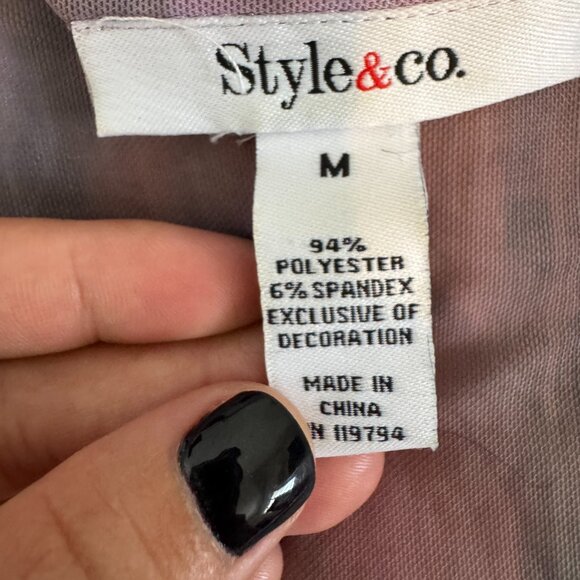 Style&co.
M
94%
POLYESTER
6% SPANDEX
EXCLUSIVE OF
DECORATION
MADE IN
CHINA
N 119794